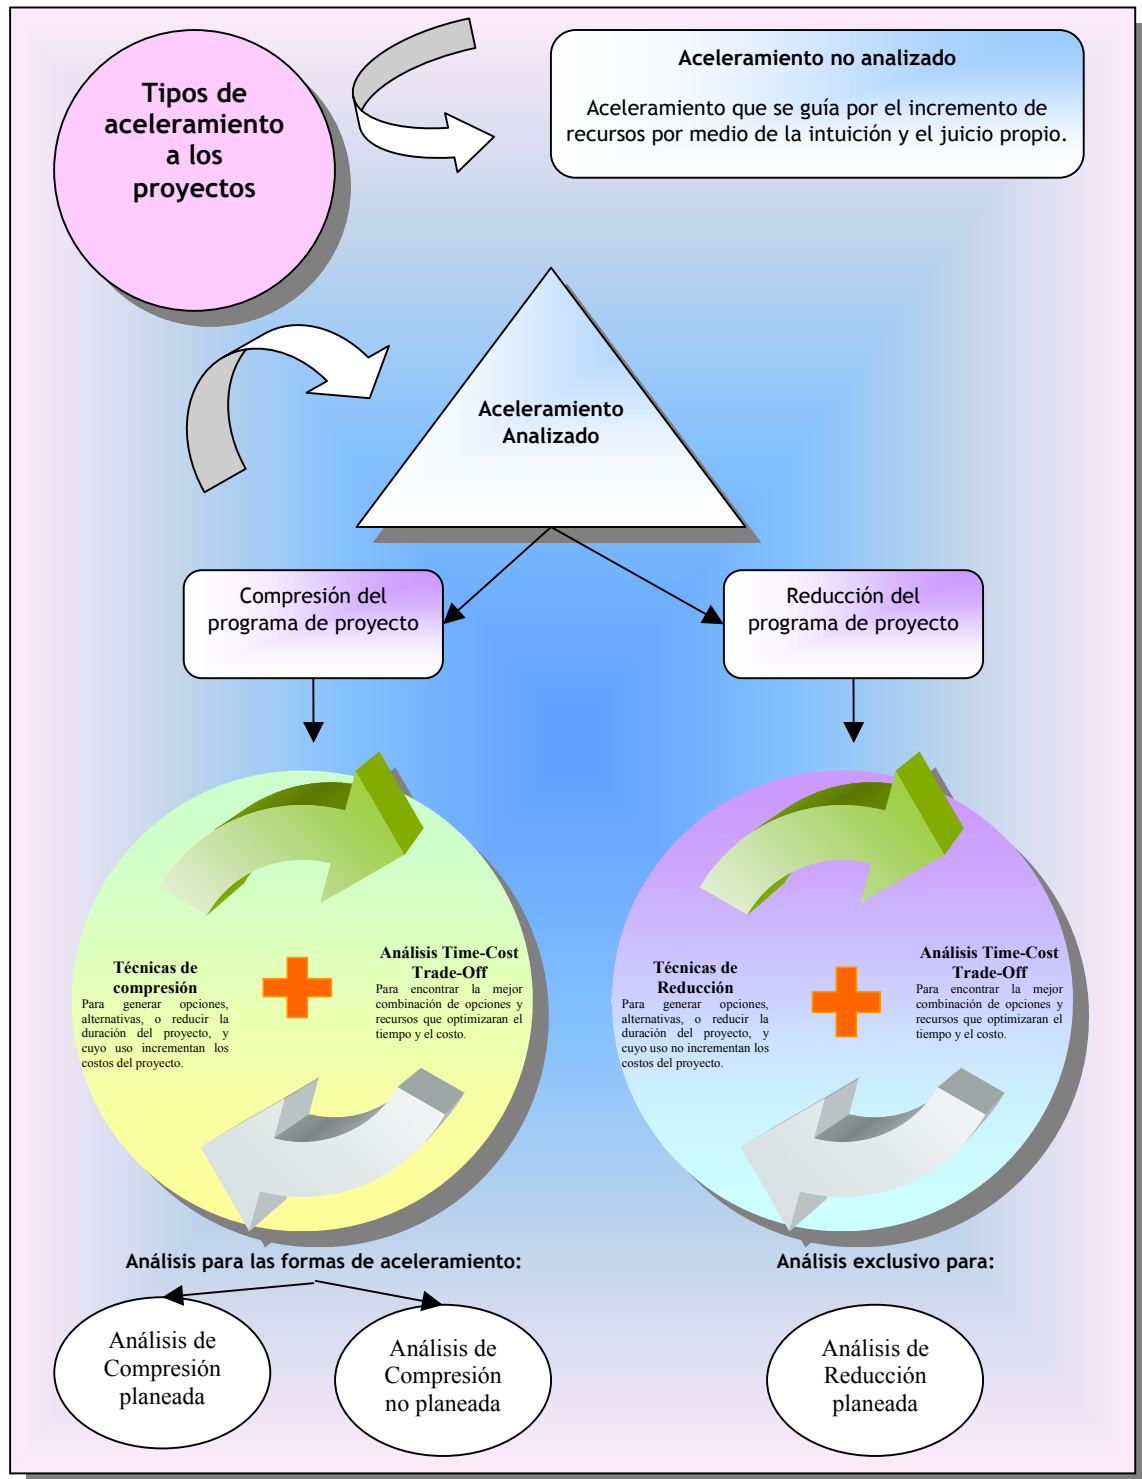 Tipos de
aceleramiento
a los
proyectos
Aceleramiento no analizado
Aceleramiento que se guía por el incremento de
recursos por medio de la intuición y el juicio propio.
Aceleramiento
Analizado
Compresión del
programa de proyecto
Reducción del
programa de proyecto
Técnicas de
compresión
Para generar opciones,
alternativas, o reducir la
duración del proyecto, y
cuyo uso incrementan los
costos del proyecto.
Análisis Time-Cost
Trade-Off
Para encontrar la mejor
combinación de opciones y
recursos que optimizaran el
tiempo y el costo.
Técnicas de
Reducción
Para generar opciones,
alternativas, o reducir la
duración del proyecto, y
cuyo uso no incrementan los
costos del proyecto.
Análisis Time-Cost
Trade-Off
Para encontrar la mejor
combinación de opciones y
recursos que optimizaran el
tiempo y el costo.
Análisis para las formas de aceleramiento:
Análisis exclusivo para:
Análisis de
Compresión
planeada
Análisis de
Compresión
no planeada
Análisis de
Reducción
planeada